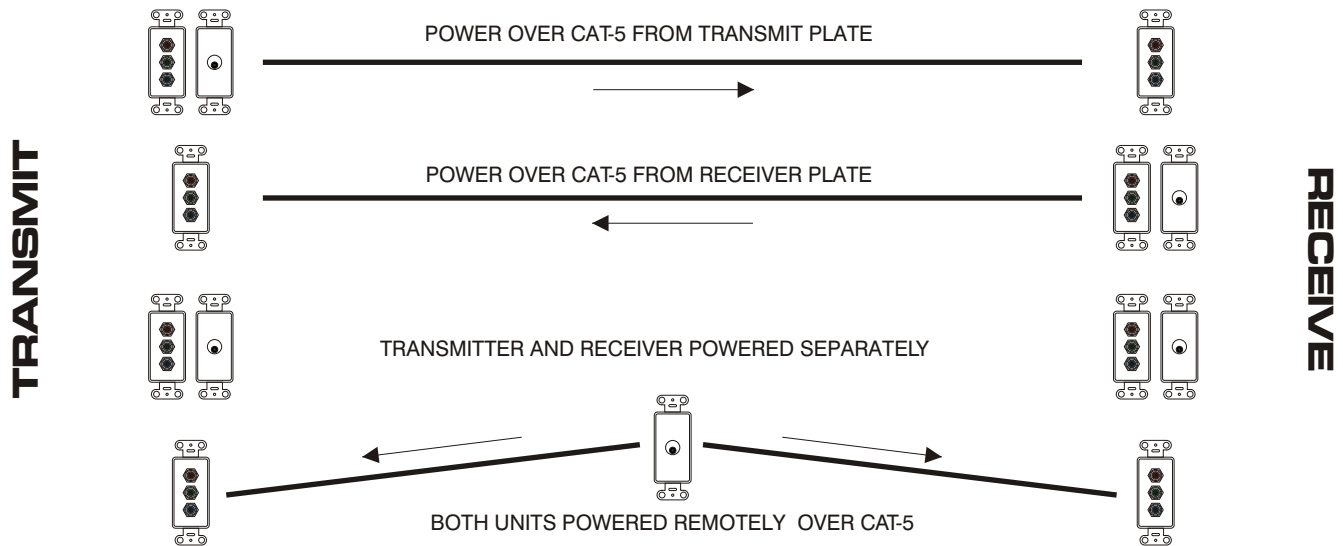 POWER OVER CAT-5 FROM TRANSMIT PLATE
POWER OVER CAT-5 FROM RECEIVER PLATE
TRANSMIT
RECEIVE
TRANSMITTER AND RECEIVER POWERED SEPARATELY
BOTH UNITS POWERED REMOTELY OVER CAT-5